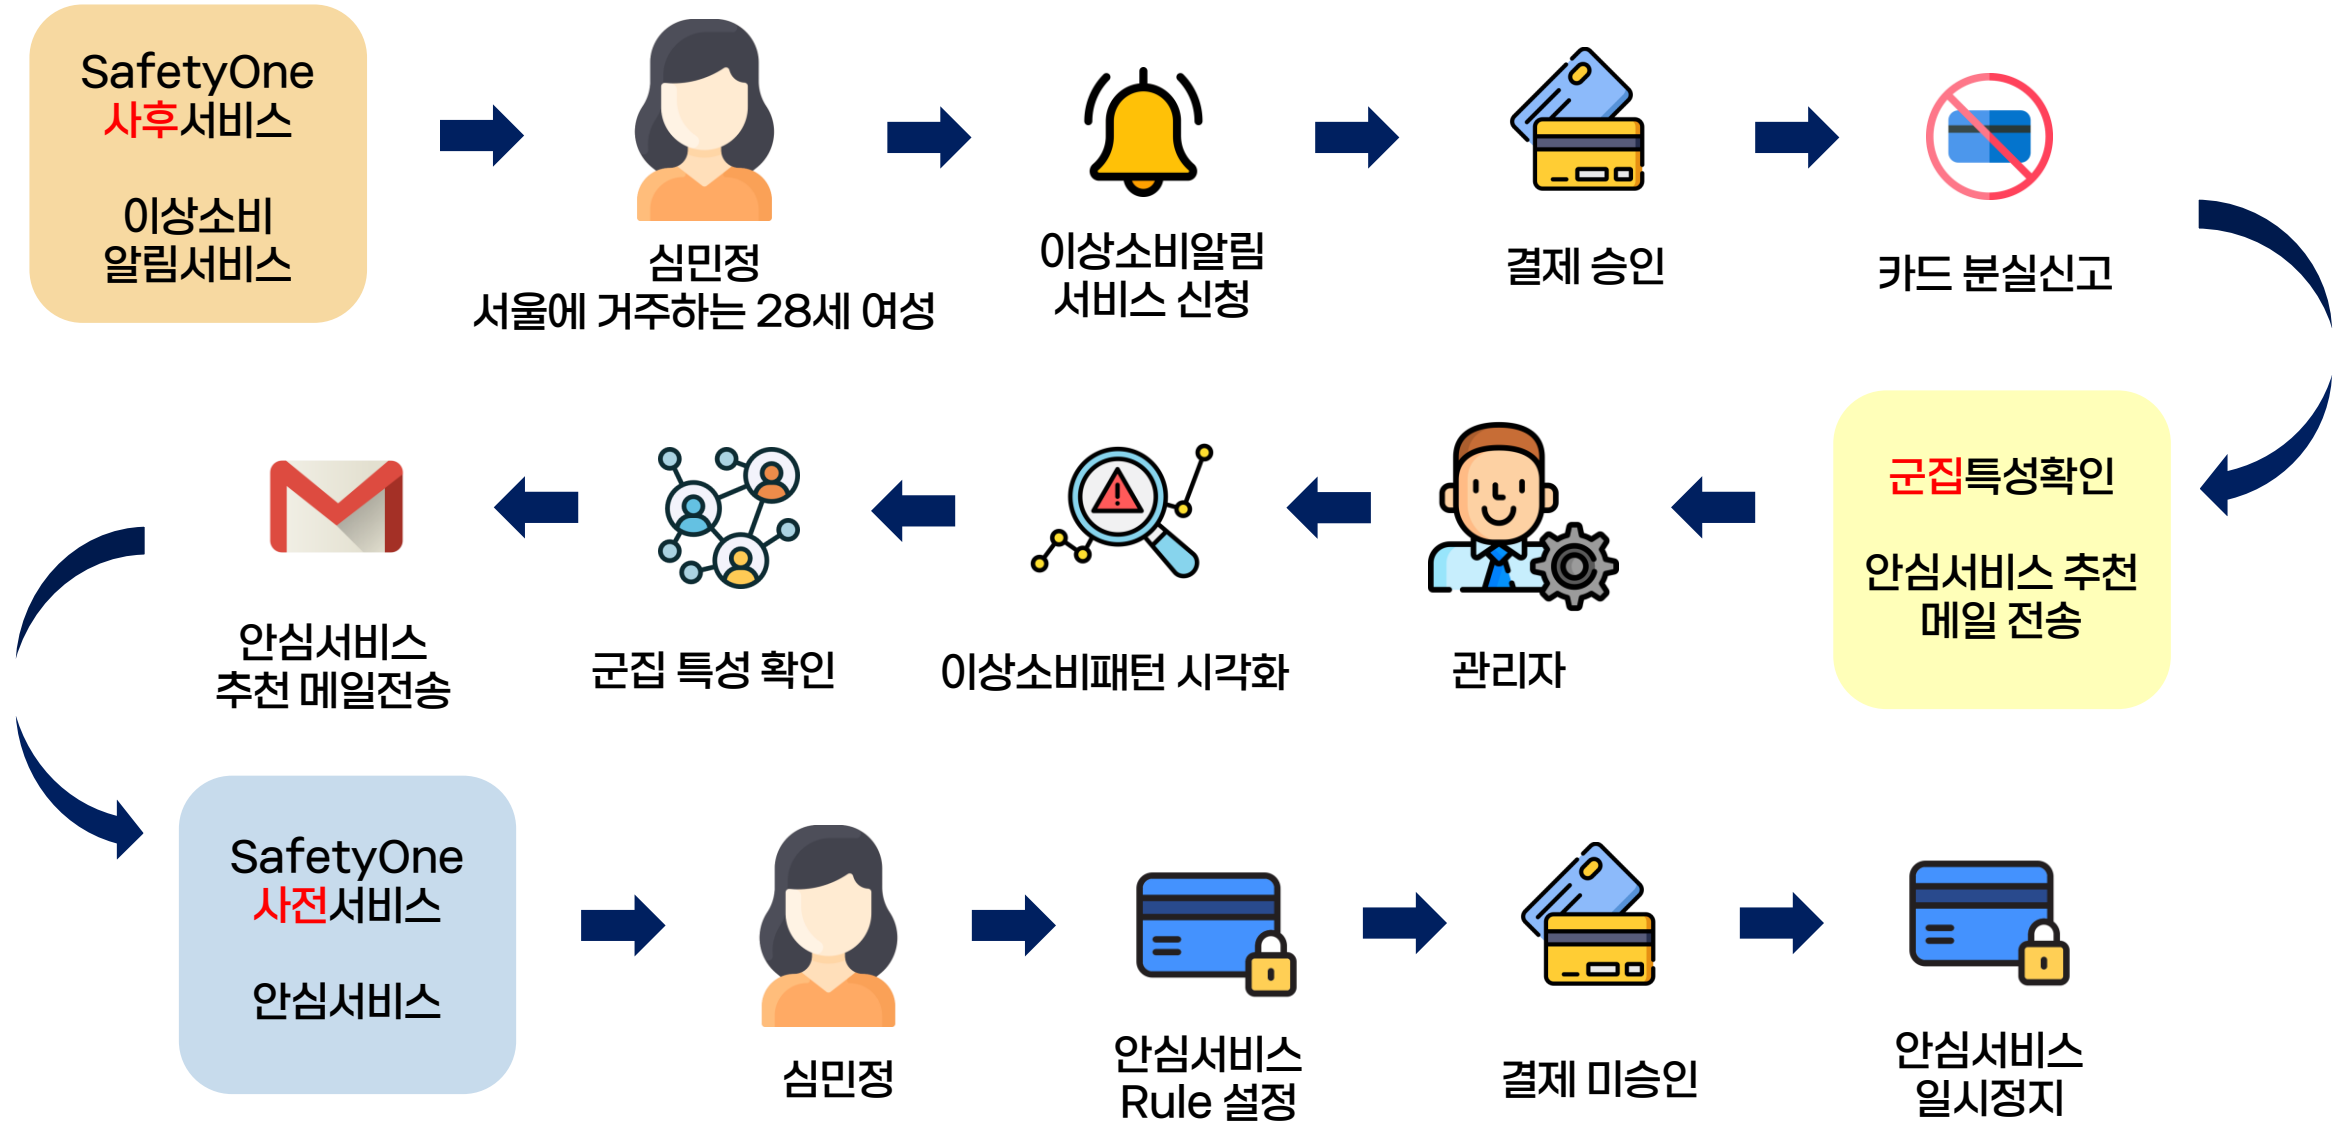 SafetyOne
사후서비스
이상소비
알림서비스
심민정
서울에 거주하는 28세 여성
이상소비알림
서비스 신청
결제 승인
카드 분실신고
군집특성확인
안심서비스 추천
메일 전송
관리자
이상소비패턴 시각화
군집 특성 확인
안심서비스
추천 메일전송
SafetyOne
사전서비스
안심서비스
심민정
안심서비스
Rule 설정
결제 미승인
안심서비스
일시정지